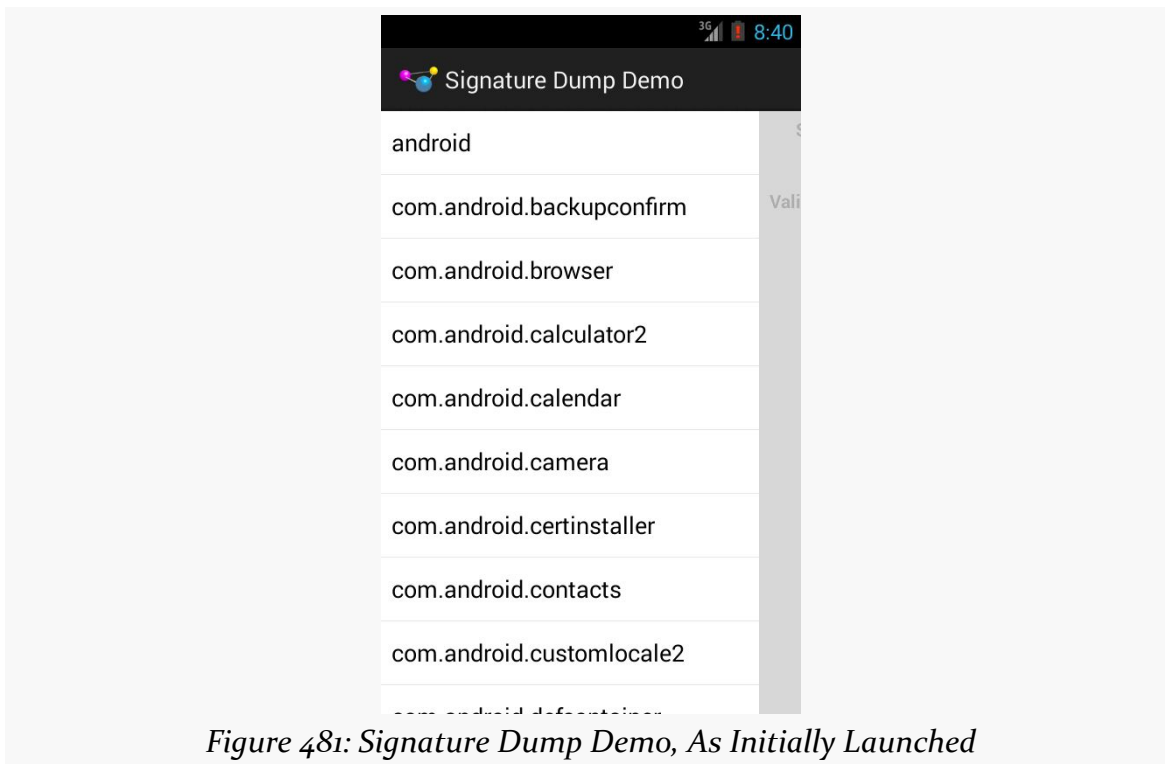 3G 8:40
Signature Dump Demo
android
com.android.backupconfirm
Vali
com.android.browser
com.android.calculator2
com.android.calendar
com.android.camera
com.android.certinstaller
com.android.contacts
com.android.customlocale2
Figure 481: Signature Dump Demo, As Initially Launched